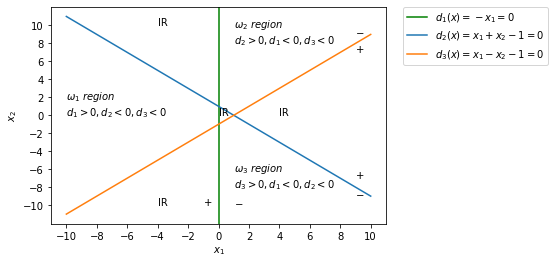 d₁(x) = −x₁ = 0
d₂(x) = x₁ + x₂ − 1 = 0
d₃(x) = x₁ − x₂ − 1 = 0
10
8
6
4
2
0
−2
−4
−6
−8
−10
x₂
IR
ω₂ region
d₂ > 0, d₁ < 0, d₃ < 0
−
+
ω₁ region
d₁ > 0, d₂ < 0, d₃ < 0
IR
IR
ω₃ region
d₃ > 0, d₁ < 0, d₂ < 0
+
−
IR
+
−
−10
−8
−6
−4
−2
0
2
4
6
8
10
x₁